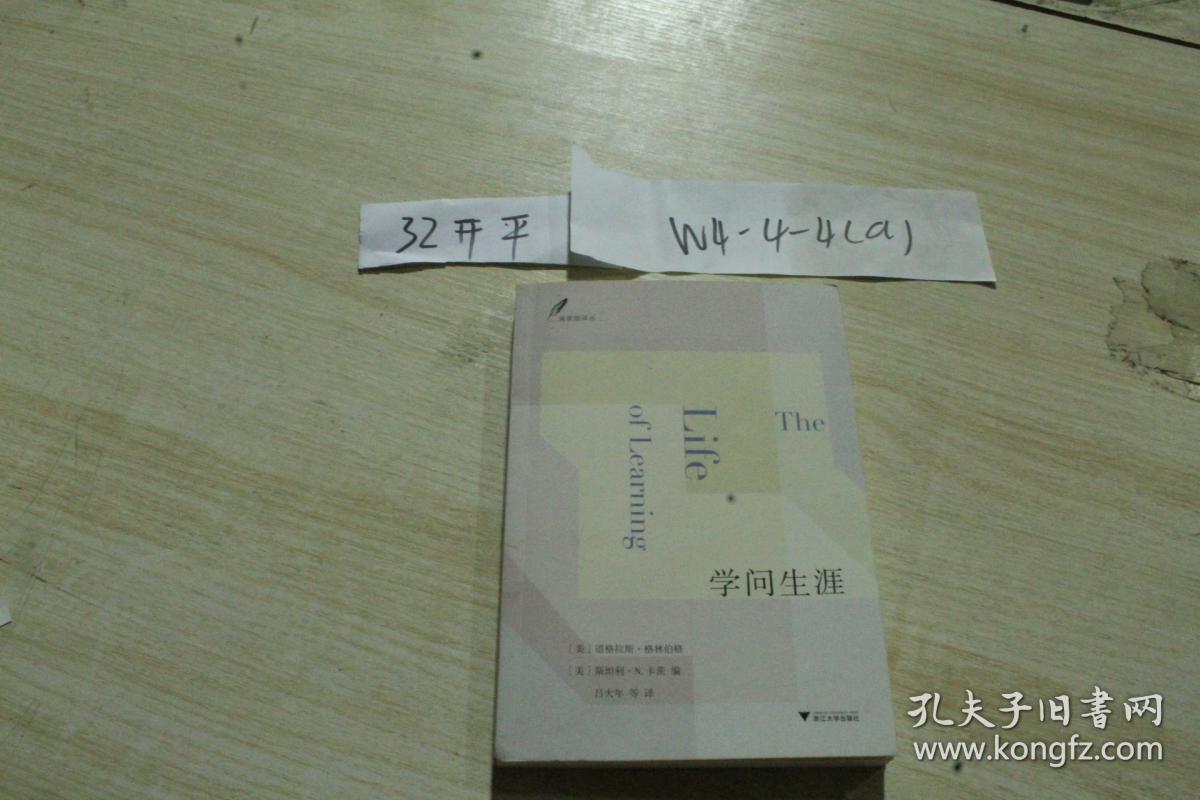 32开平
W4-4-4(a)
The
Life
of Learning
学问生涯
[美]道格拉斯·格林伯格
[美]斯坦利·N.卡茨 编
吕大年 等 译
浙江大学出版社
孔夫子旧書网
www.kongfz.com